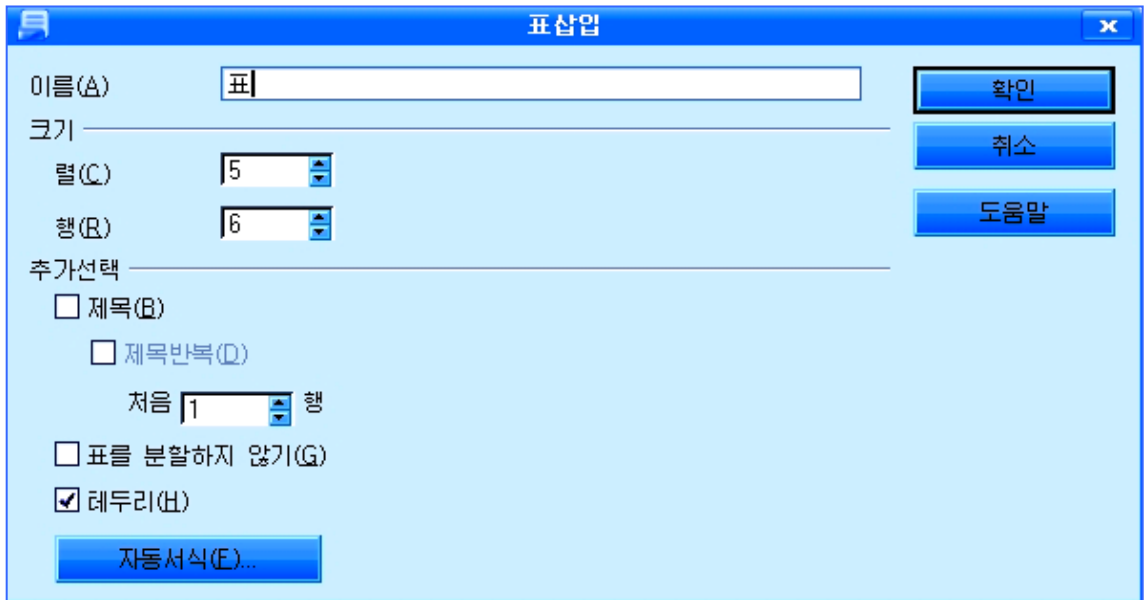 표삽입
이름(A) 표
확인
크기
취소
렬(C) 5
행(R) 6
도움말
추가선택
제목(B)
제목반복(D)
처음 1 행
표를 분할하지 않기(G)
테두리(H)
자동서식(F)...